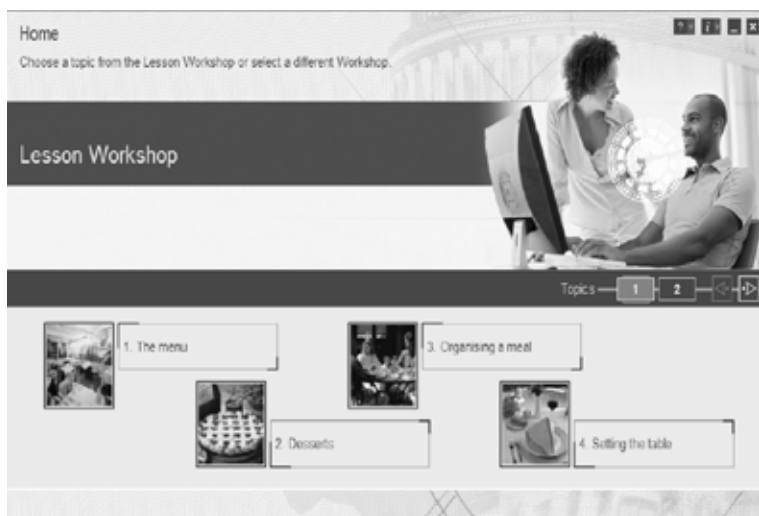 Home
Choose a topic from the Lesson Workshop or select a different Workshop.
Lesson Workshop
Topics 1 2
1. The menu
3. Organising a meal
2. Desserts
4. Setting the table